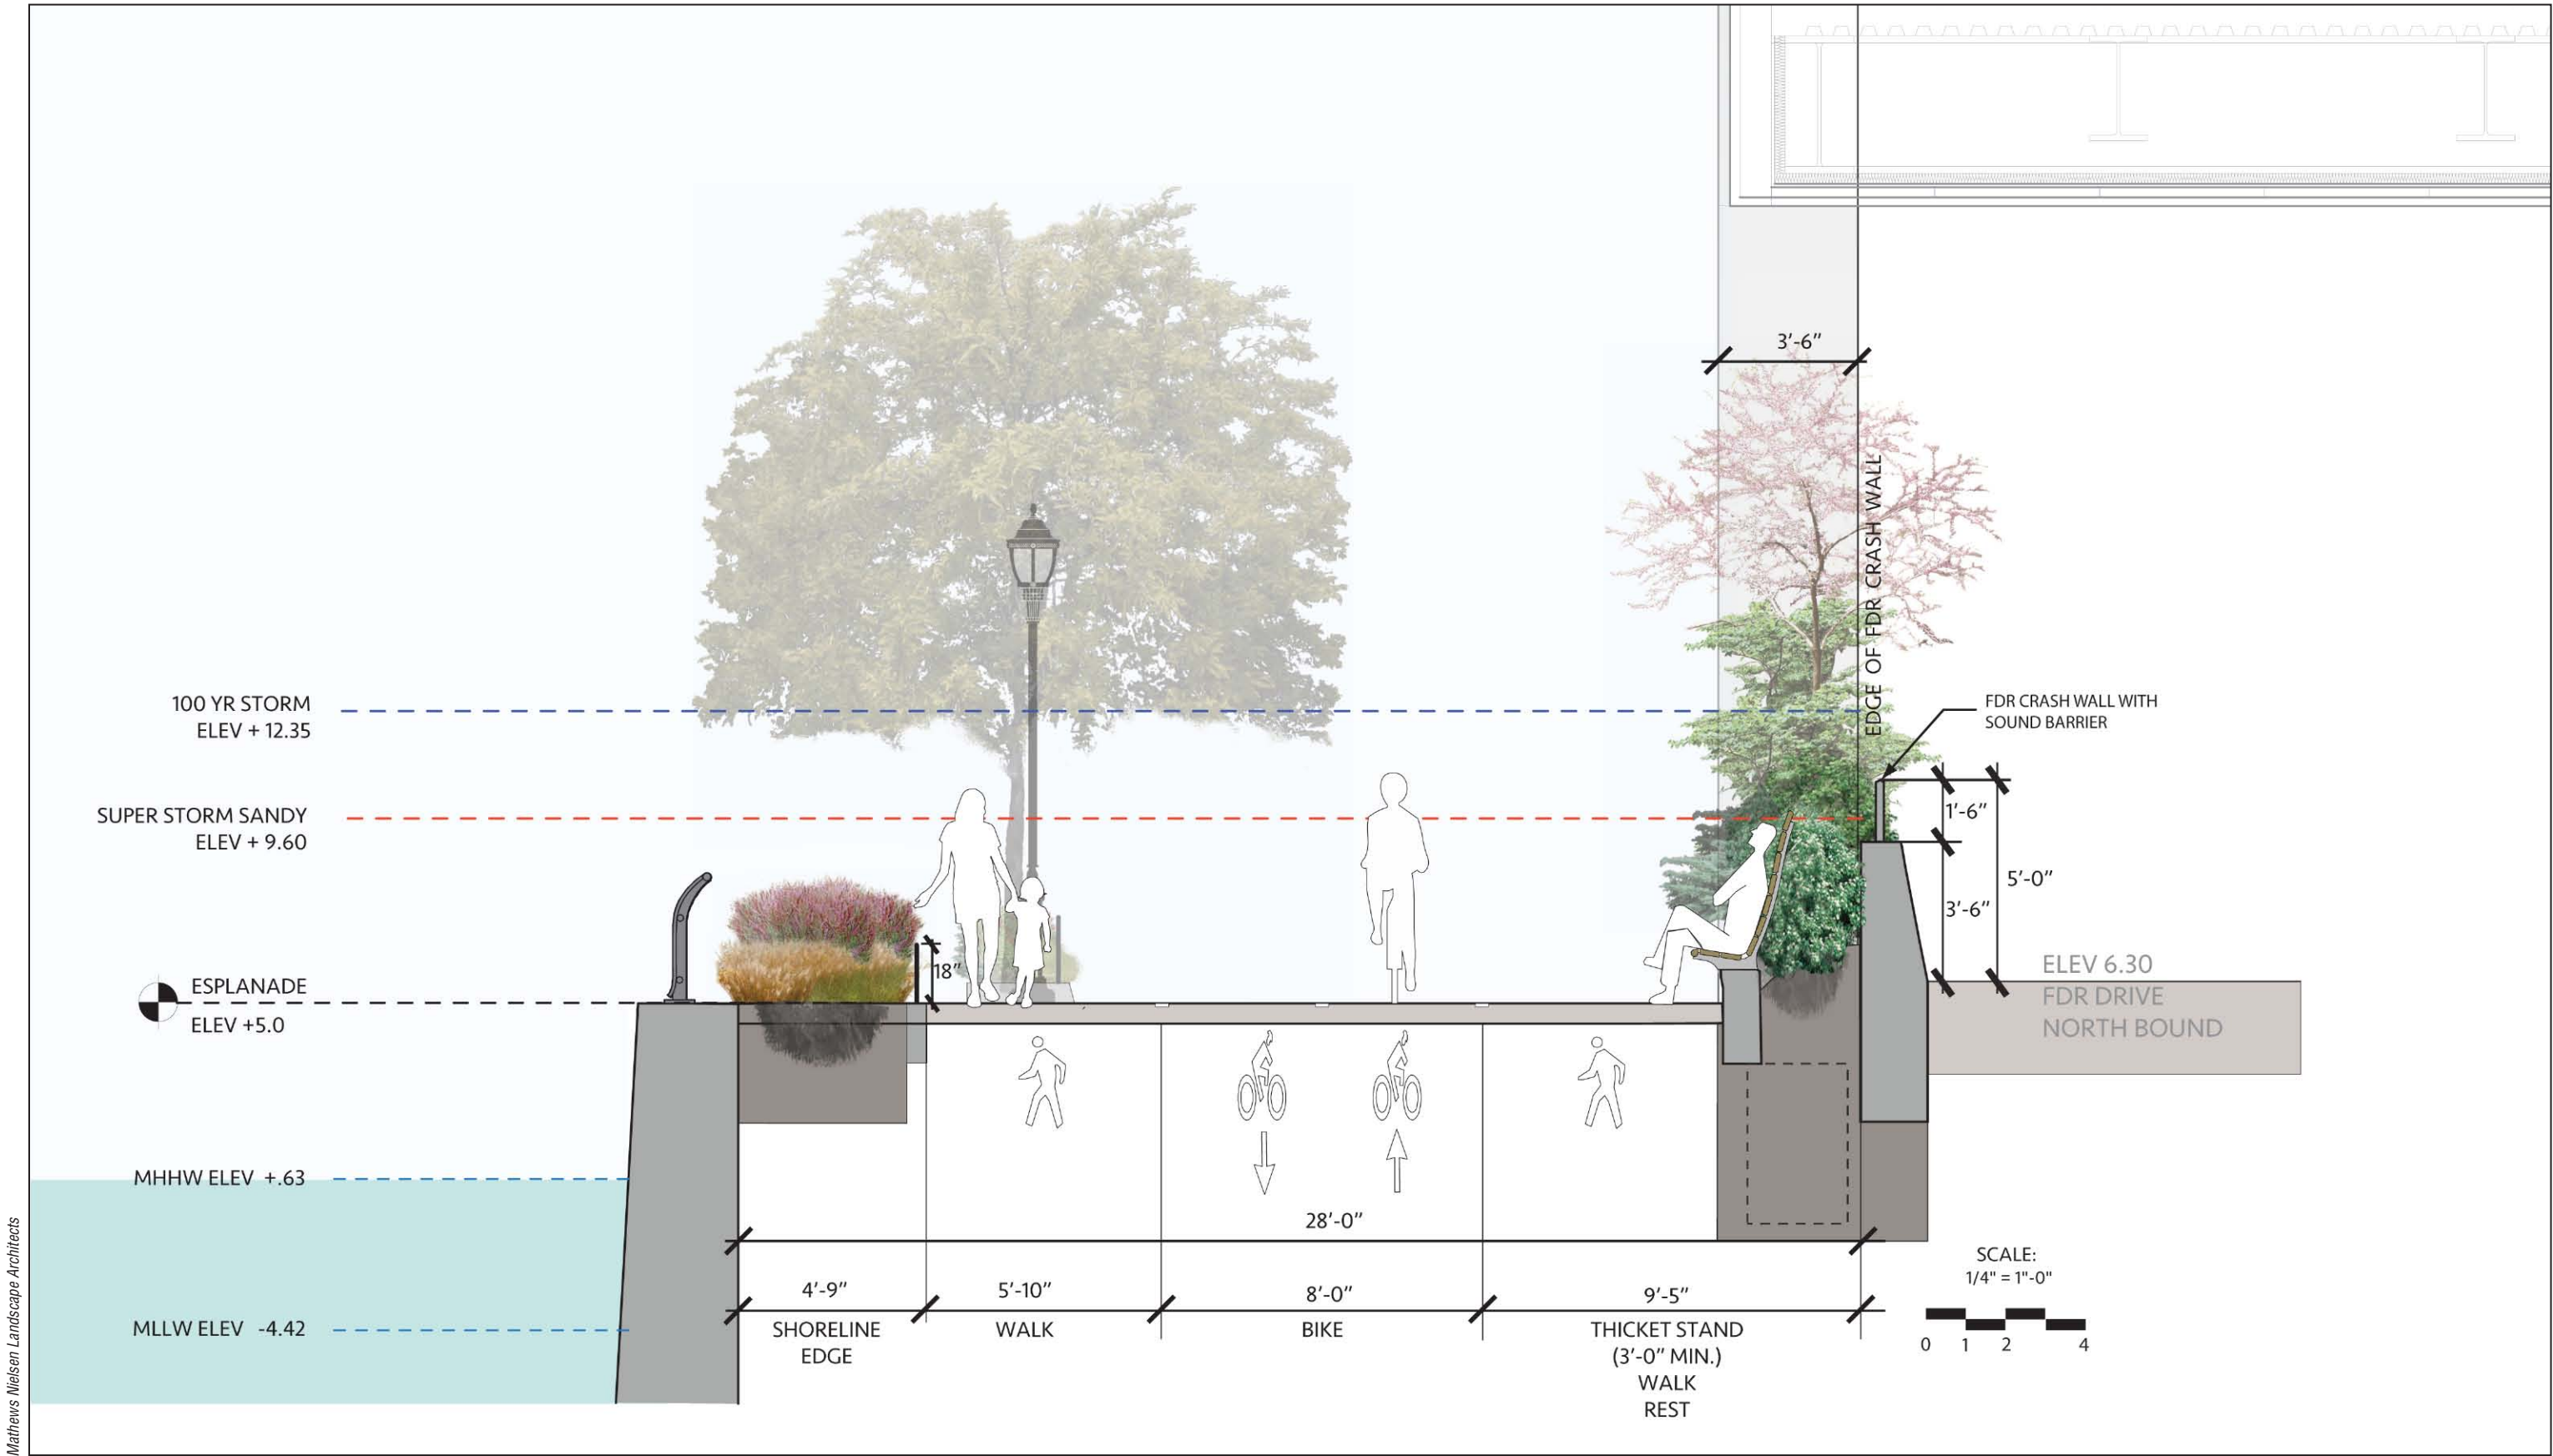 3'-6"
EDGE OF FDR CRASH WALL
100 YR STORM
ELEV + 12.35
FDR CRASH WALL WITH
SOUND BARRIER
SUPER STORM SANDY
ELEV + 9.60
1'-6"
5'-0"
3'-6"
18"
ESPLANADE
ELEV +5.0
ELEV 6.30
FDR DRIVE
NORTH BOUND
MHHW ELEV +.63
28'-0"
MLLW ELEV -4.42
4'-9"
5'-10"
8'-0"
9'-5"
SHORELINE
EDGE
WALK
BIKE
THICKET STAND
(3'-0" MIN.)
WALK
REST
SCALE:
1/4" = 1"-0"
0 1 2 4
Mathews Nielsen Landscape Architects